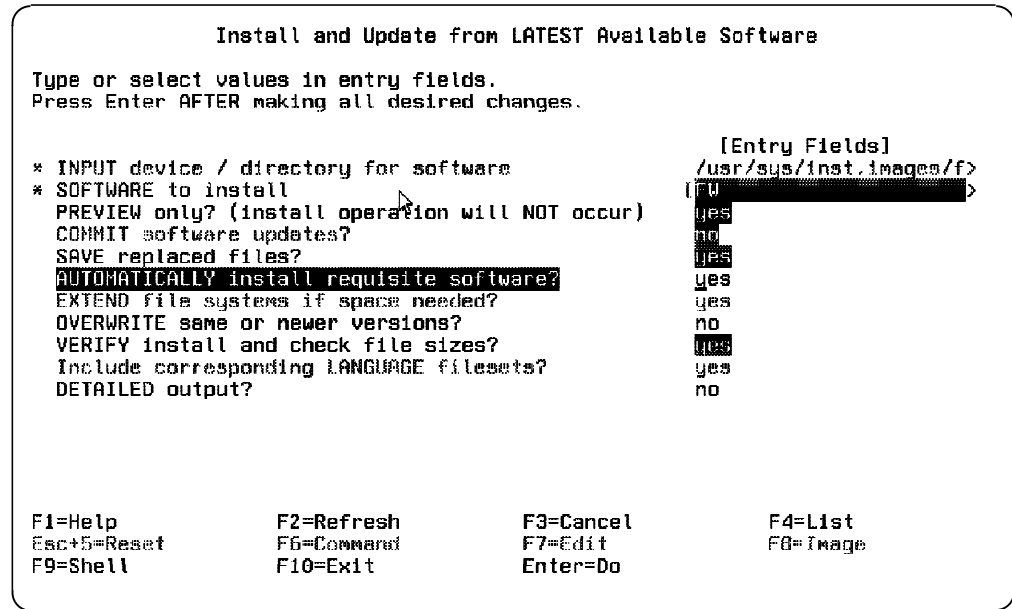 Install and Update from LATEST Available Software
Type or select values in entry fields.
Press Enter AFTER making all desired changes.
[Entry Fields]
* INPUT device / directory for software /usr/sys/inst.images/f>
* SOFTWARE to install [FW >
PREVIEW only? (install operation will NOT occur) yes
COMMIT software updates? no
SAVE replaced files? yes
AUTOMATICALLY install requisite software? yes
EXTEND file systems if space needed? yes
OVERWRITE same or newer versions? no
VERIFY install and check file sizes? yes
Include corresponding LANGUAGE filesets? yes
DETAILED output? no
F1=Help F2=Refresh F3=Cancel F4=List
Esc+5=Reset F6=Command F7=Edit F8=Image
F9=Shell F10=Exit Enter=Do